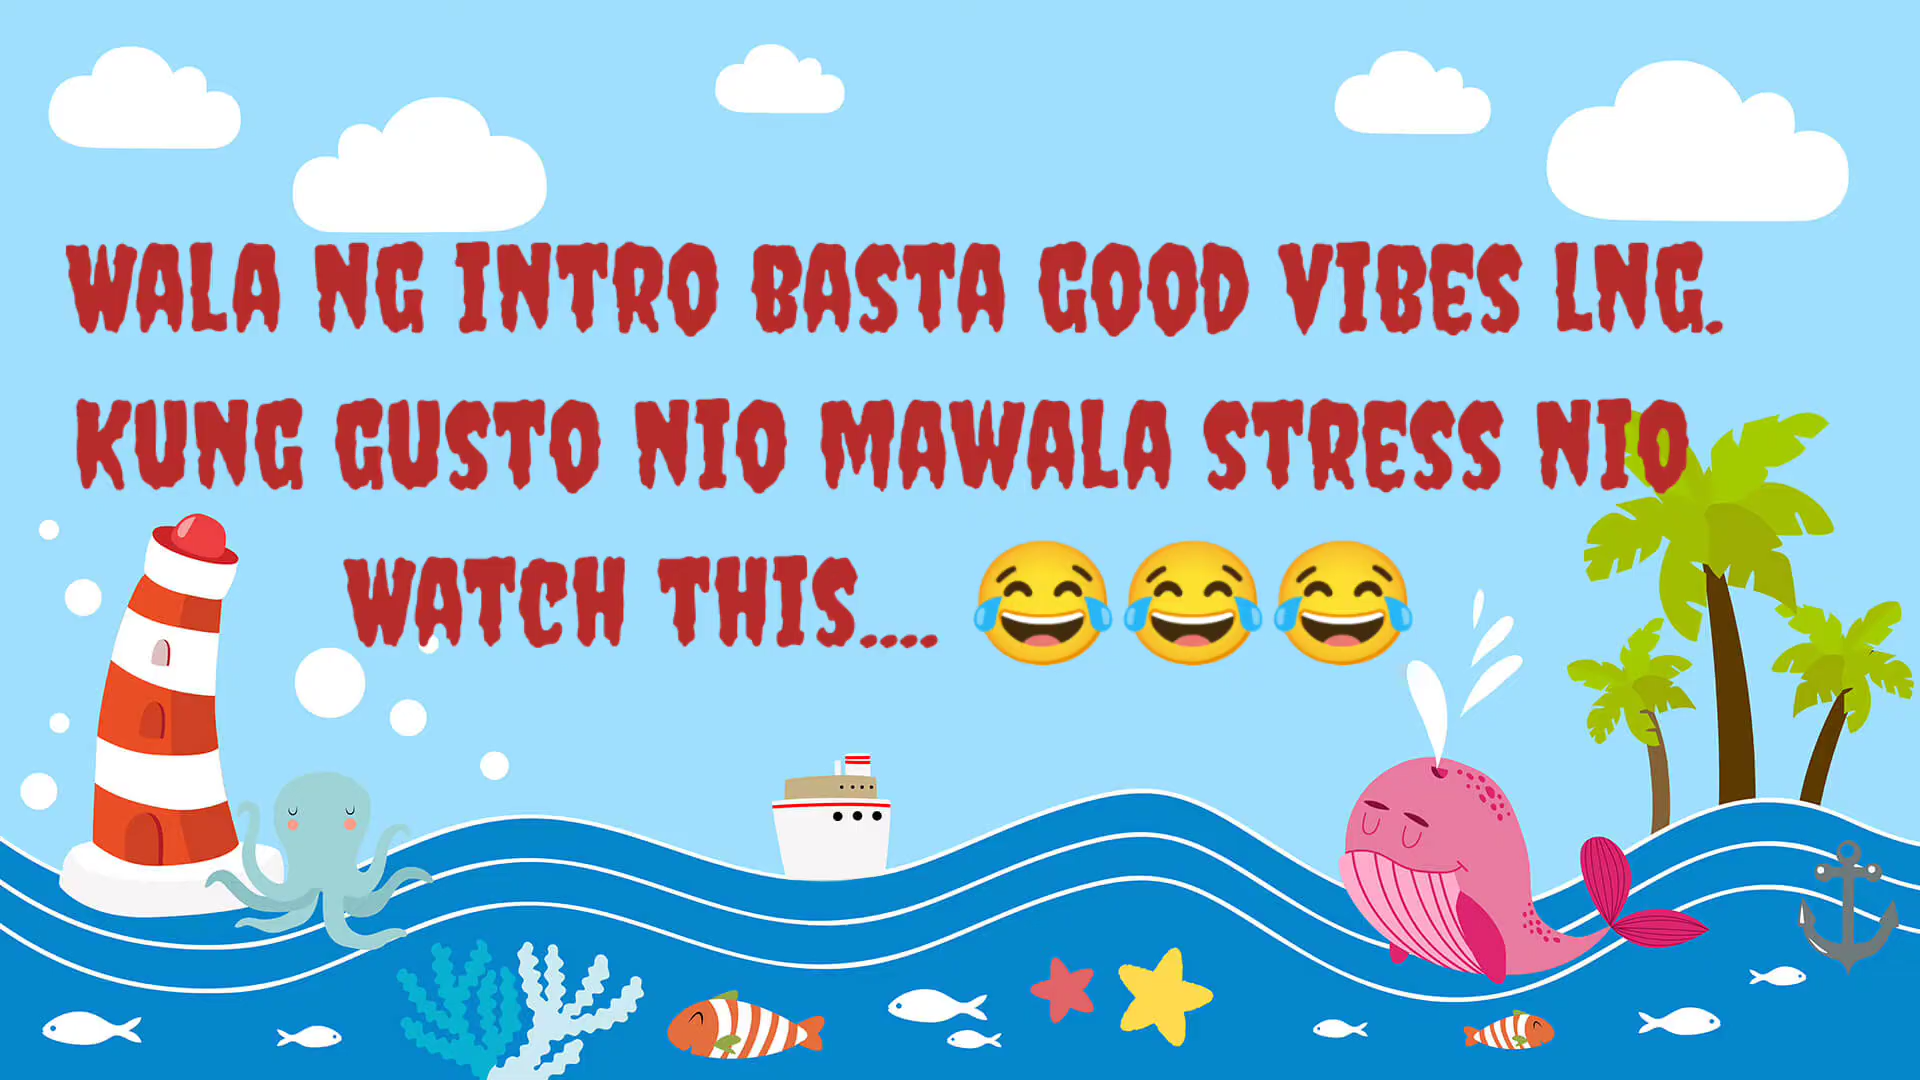 WALA NG INTRO BASTA GOOD VIBES LNG.
KUNG GUSTO NIO MAWALA STRESS NIO
WATCH THIS.... 😂😂😂